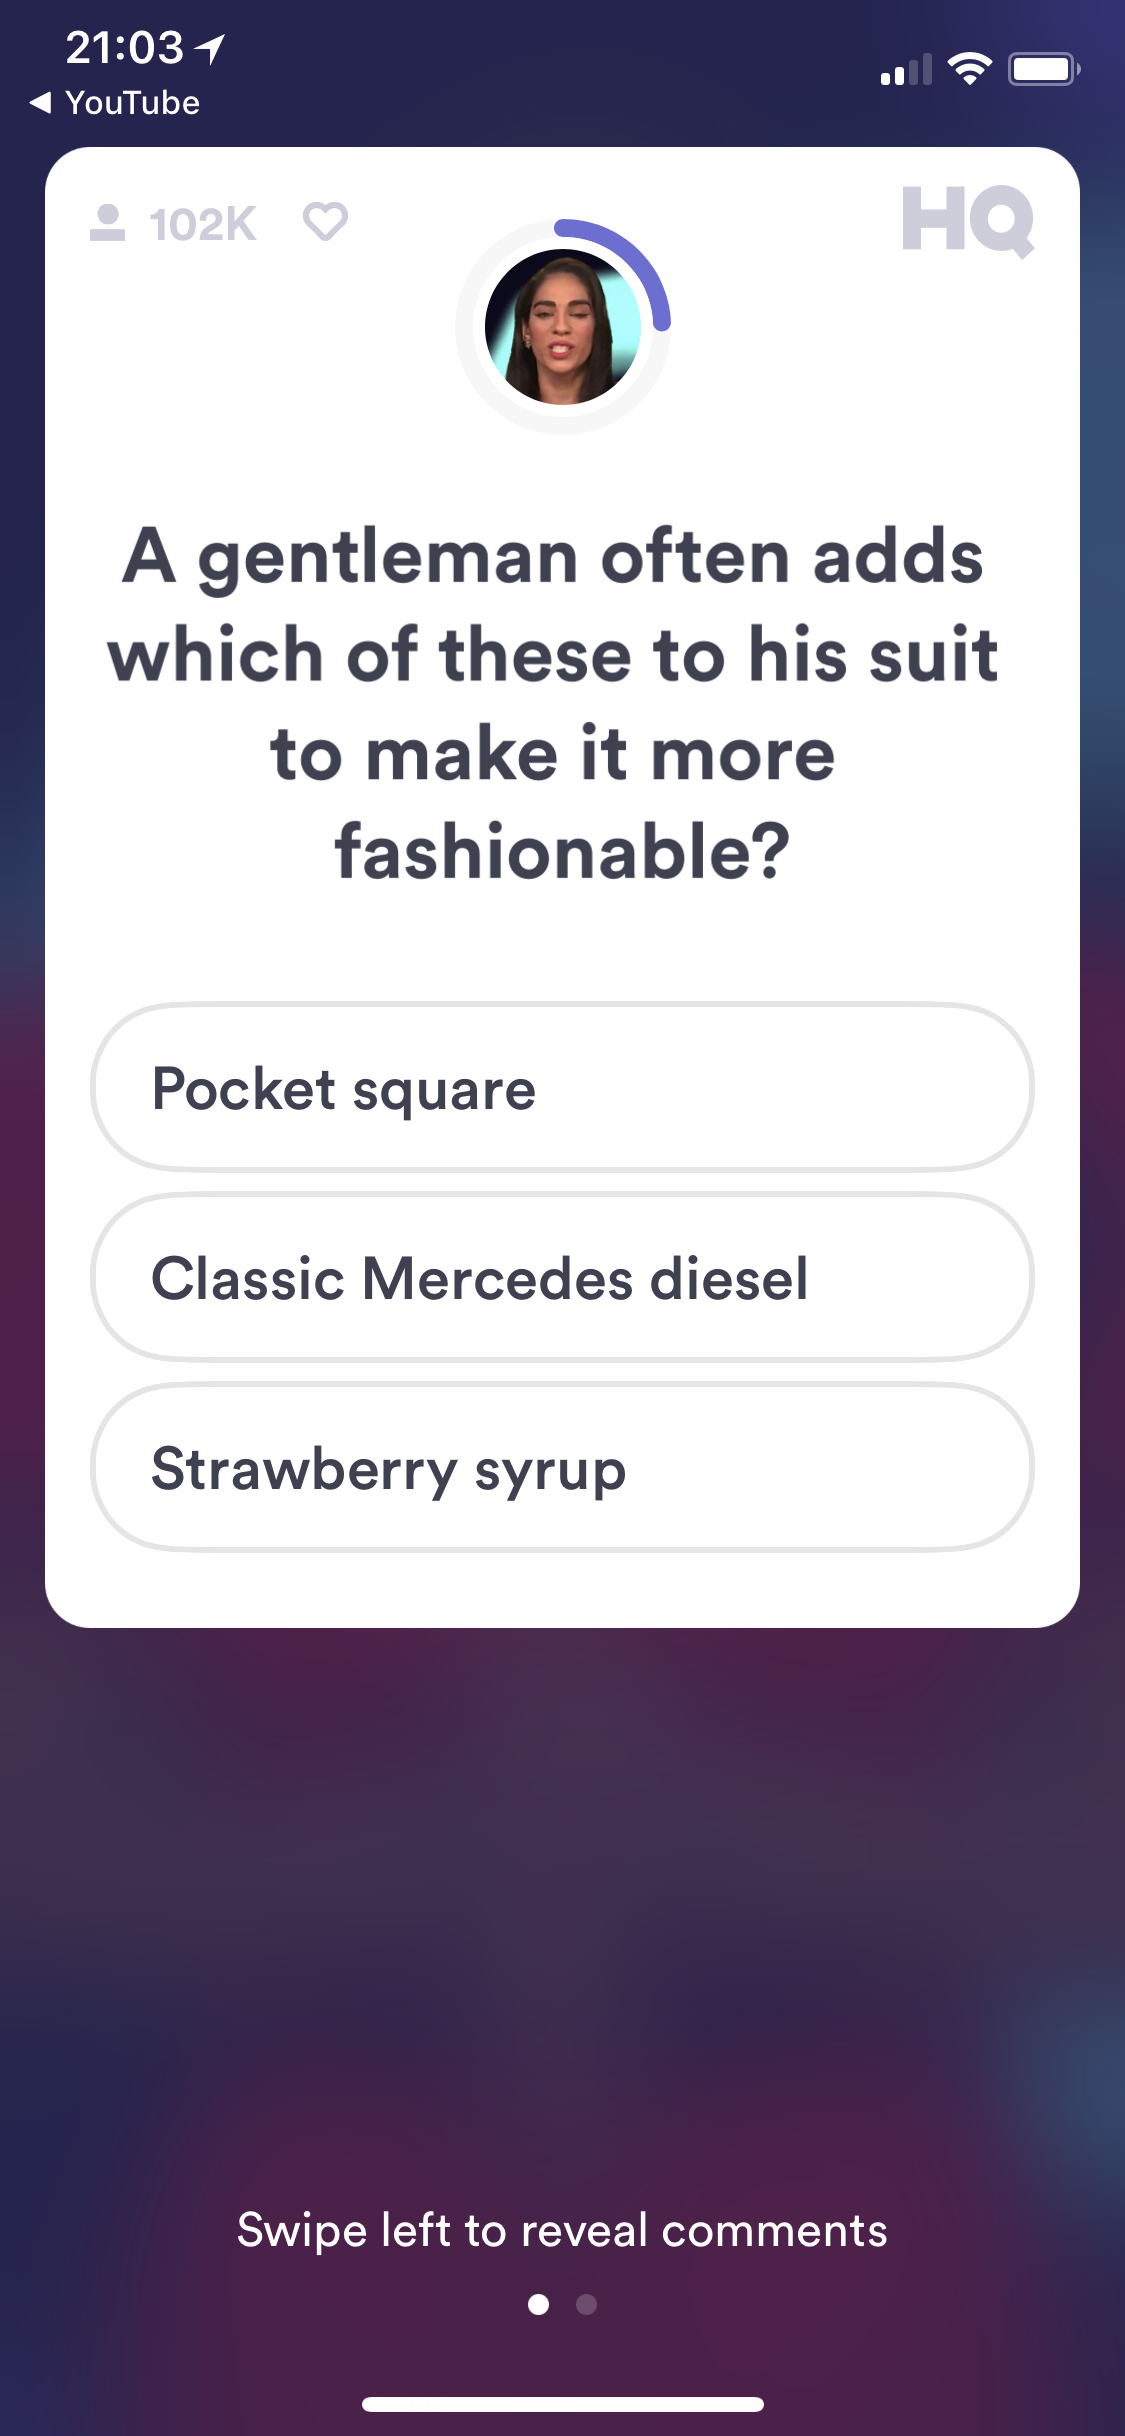 21:03
YouTube
102K
HQ
A gentleman often adds
which of these to his suit
to make it more
fashionable?
Pocket square
Classic Mercedes diesel
Strawberry syrup
Swipe left to reveal comments